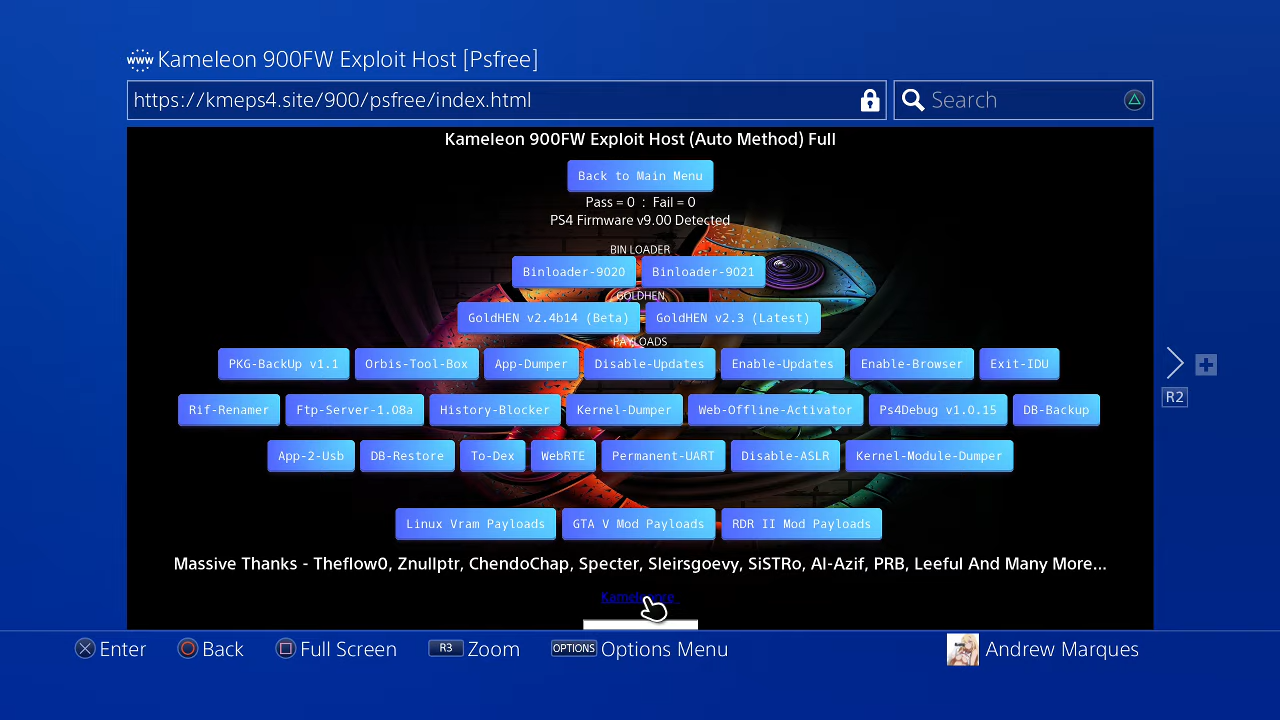 www Kameleon 900FW Exploit Host [Psfree]
https://kmeps4.site/900/psfree/index.html Search
Kameleon 900FW Exploit Host (Auto Method) Full
Back to Main Menu
Pass = 0 : Fail = 0
PS4 Firmware v9.00 Detected
BIN LOADER
Binloader-9020 Binloader-9021
GOLDHEN
GoldHEN v2.4b14 (Beta) GoldHEN v2.3 (Latest)
PAYLOADS
PKG-BackUp v1.1 Orbis-Tool-Box App-Dumper Disable-Updates Enable-Updates Enable-Browser Exit-IDU
R2
Rif-Renamer Ftp-Server-1.08a History-Blocker Kernel-Dumper Web-Offline-Activator Ps4Debug v1.0.15 DB-Backup
App-2-Usb DB-Restore To-Dex WebRTE Permanent-UART Disable-ASLR Kernel-Module-Dumper
Linux Vram Payloads GTA V Mod Payloads RDR II Mod Payloads
Massive Thanks - Theflow0, Znullptr, ChendoChap, Specter, Sleirsgoevy, SiSTRo, Al-Azif, PRB, Leeful And Many More...
Enter Back Full Screen R3 Zoom OPTIONS Options Menu Andrew Marques